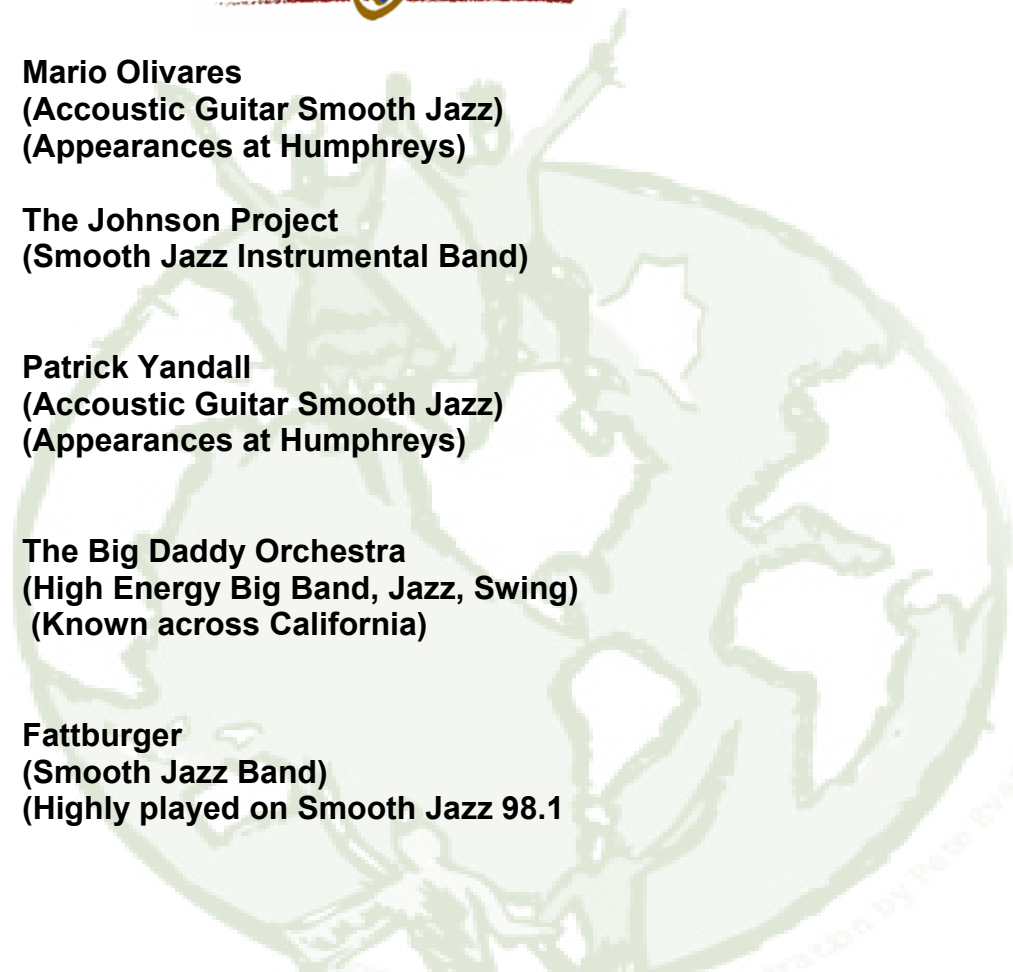 Mario Olivares
(Accoustic Guitar Smooth Jazz)
(Appearances at Humphreys)
The Johnson Project
(Smooth Jazz Instrumental Band)
Patrick Yandall
(Accoustic Guitar Smooth Jazz)
(Appearances at Humphreys)
The Big Daddy Orchestra
(High Energy Big Band, Jazz, Swing)
(Known across California)
Fattburger
(Smooth Jazz Band)
(Highly played on Smooth Jazz 98.1
by Pete